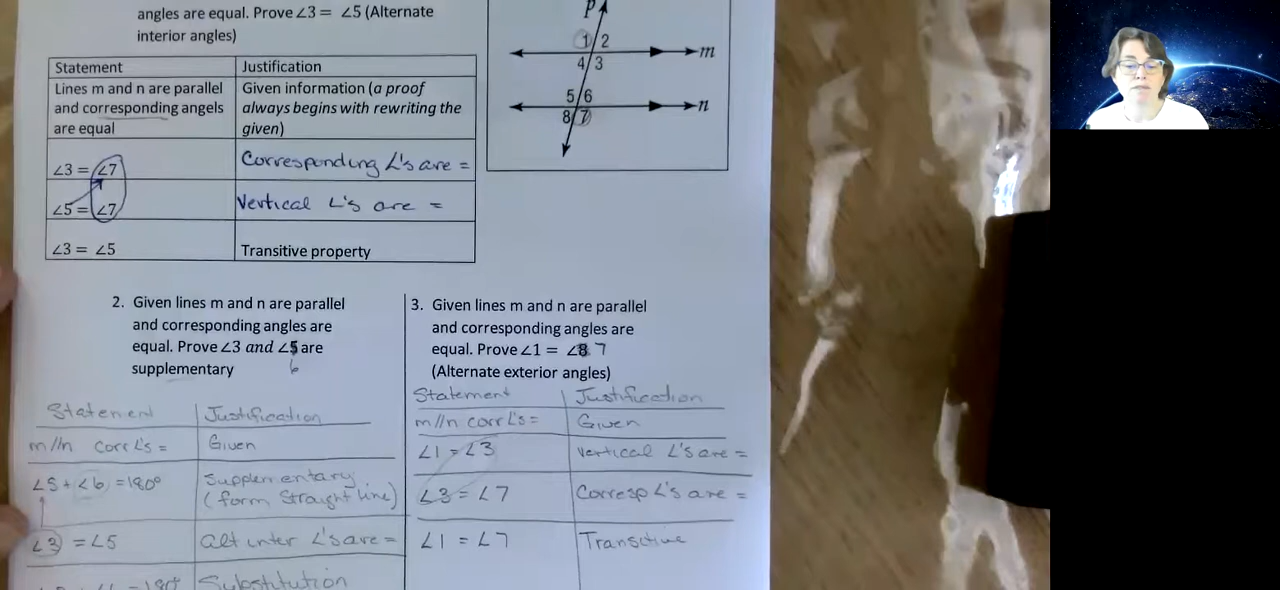 angles are equal. Prove ∠3 = ∠5 (Alternate
interior angles)
Statement Justification
Lines m and n are parallel
and corresponding angels
are equal
Given information (a proof
always begins with rewriting the
given)
∠3 = ∠7 Corresponding ∠'s are =
∠5 = ∠7 Vertical ∠'s are =
∠3 = ∠5 Transitive property
P
1 2
m
4 3
5 6
n
8 7
2. Given lines m and n are parallel
and corresponding angles are
equal. Prove ∠3 and ∠5 are
supplementary 6
Statement Justification
m//n corr ∠'s = Given
∠5 + ∠6 = 180° Supplementary
(form straight line)
∠3 = ∠5 alt inter ∠'s are =
= 180° Substitution
3. Given lines m and n are parallel
and corresponding angles are
equal. Prove ∠1 = ∠8 7
(Alternate exterior angles)
Statement Justification
m//n corr ∠'s = Given
∠1 = ∠3 Vertical ∠'s are =
∠3 = ∠7 Corresp ∠'s are =
∠1 = ∠7 Transitive